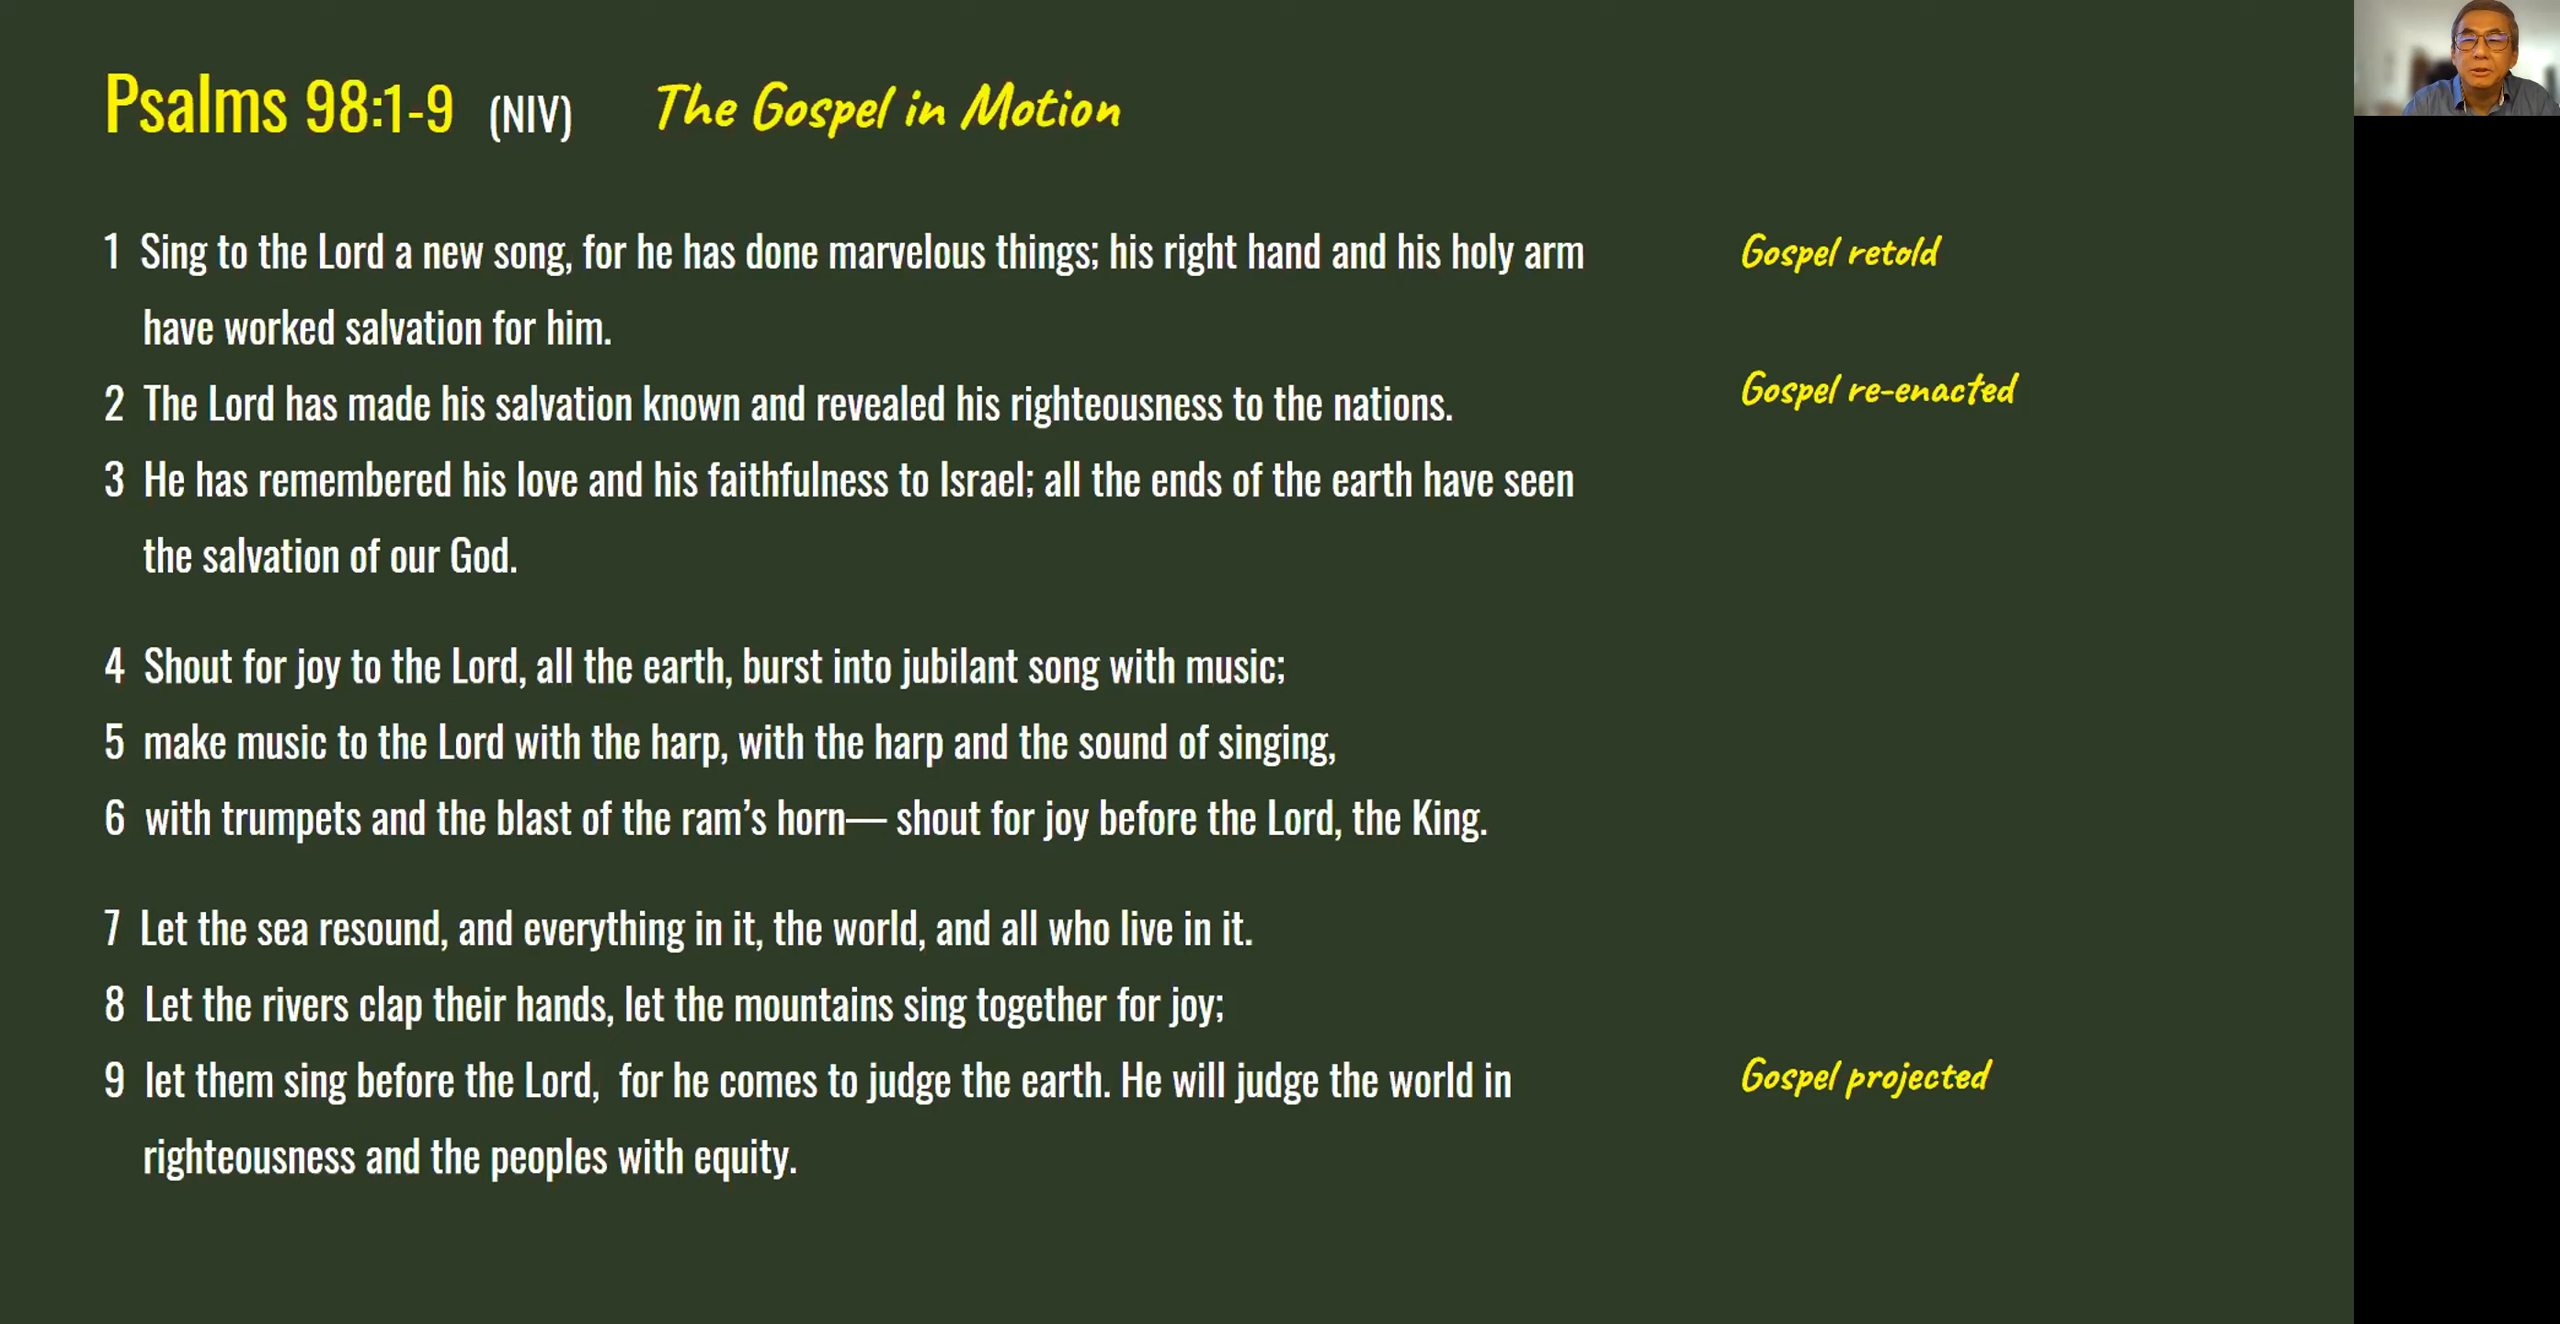 Psalms 98:1-9 (NIV) The Gospel in Motion
1 Sing to the Lord a new song, for he has done marvelous things; his right hand and his holy arm Gospel retold
have worked salvation for him.
2 The Lord has made his salvation known and revealed his righteousness to the nations. Gospel re-enacted
3 He has remembered his love and his faithfulness to Israel; all the ends of the earth have seen
the salvation of our God.
4 Shout for joy to the Lord, all the earth, burst into jubilant song with music;
5 make music to the Lord with the harp, with the harp and the sound of singing,
6 with trumpets and the blast of the ram’s horn— shout for joy before the Lord, the King.
7 Let the sea resound, and everything in it, the world, and all who live in it.
8 Let the rivers clap their hands, let the mountains sing together for joy;
9 let them sing before the Lord, for he comes to judge the earth. He will judge the world in Gospel projected
righteousness and the peoples with equity.